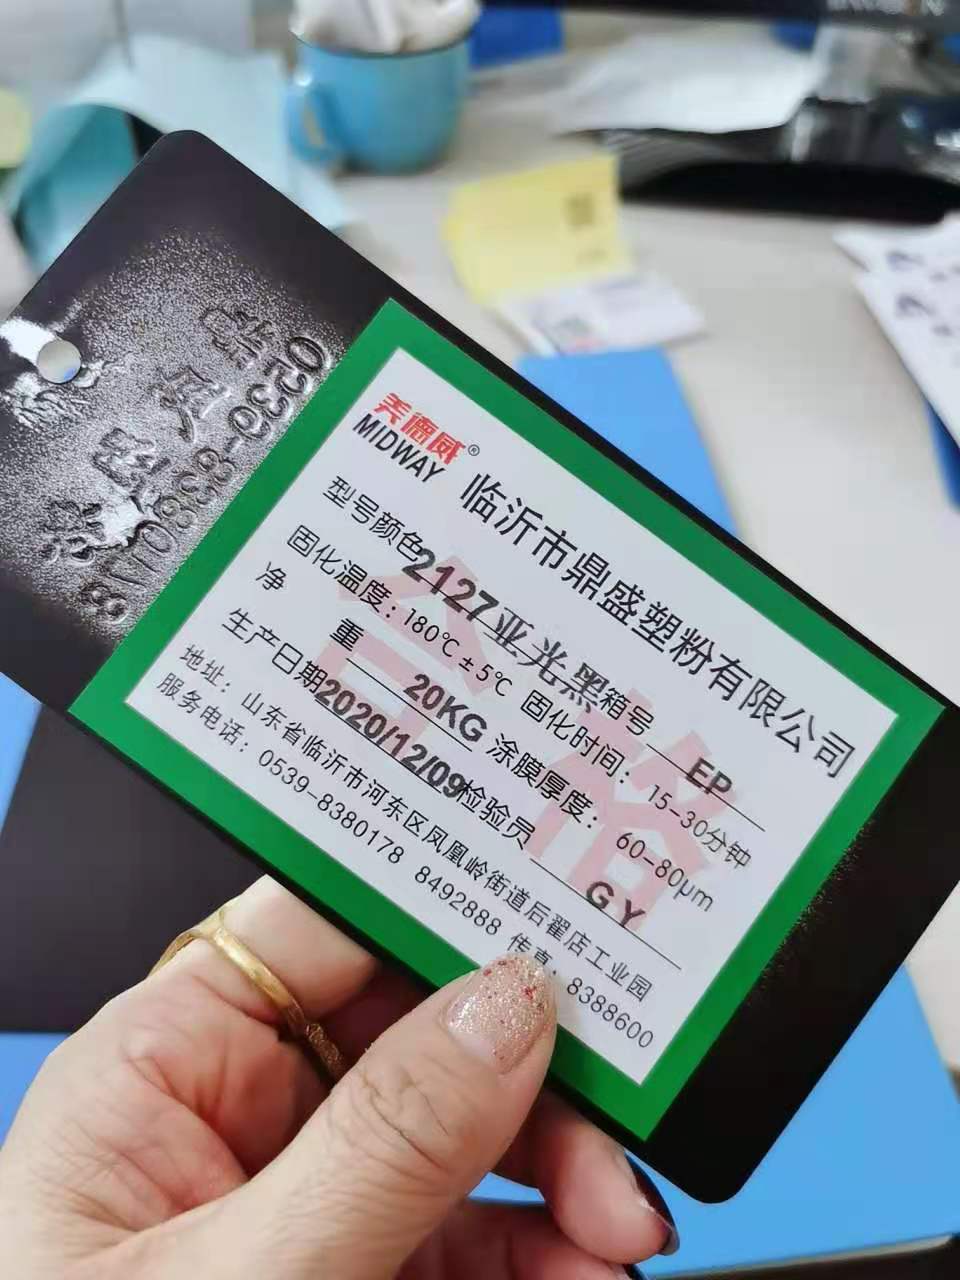 美德威®
MIDWAY
临沂市鼎盛塑粉有限公司
型号颜色2127亚光黑箱号 EP
固化温度：180℃±5℃ 固化时间：15-30分钟
净 重 20KG 涂膜厚度：60-80μm
生产日期2020/12/09检验员 GY
地址：山东省临沂市河东区凤凰岭街道后翟店工业园
服务电话：0539-8380178 8492888 传真：8388600
合格
0539-8380178